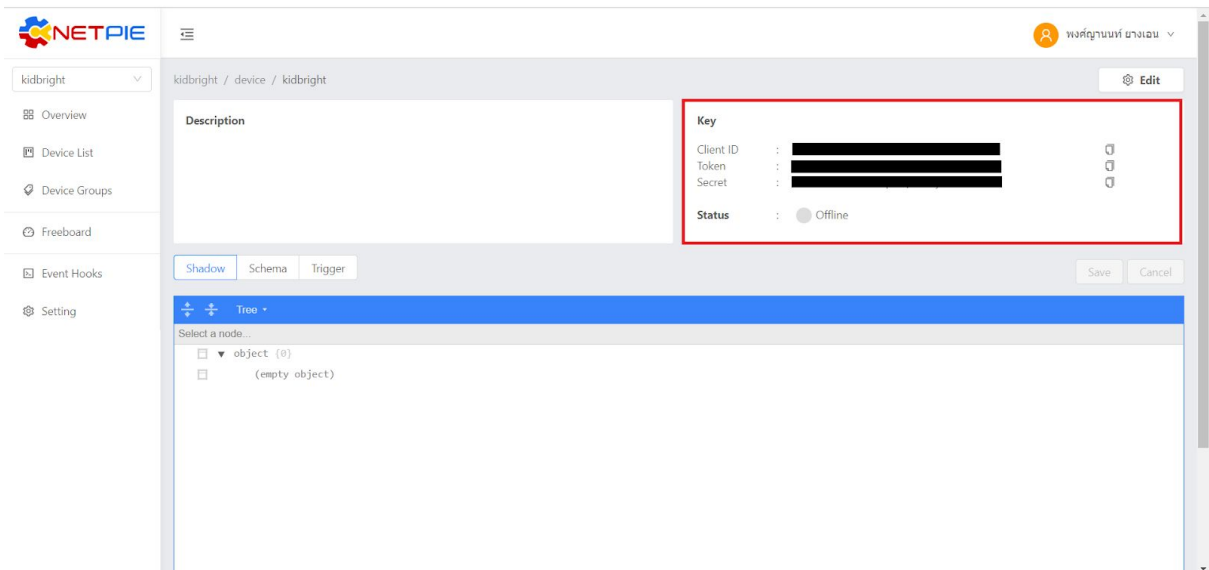 NETPIE
พงศ์ญานนท์ ยางเอน
kidbright
kidbright / device / kidbright
Edit
Overview
Device List
Device Groups
Freeboard
Event Hooks
Setting
Description
Key
Client ID :
Token :
Secret :
Status : Offline
Shadow Schema Trigger
Save Cancel
Tree
Select a node...
object {0}
(empty object)